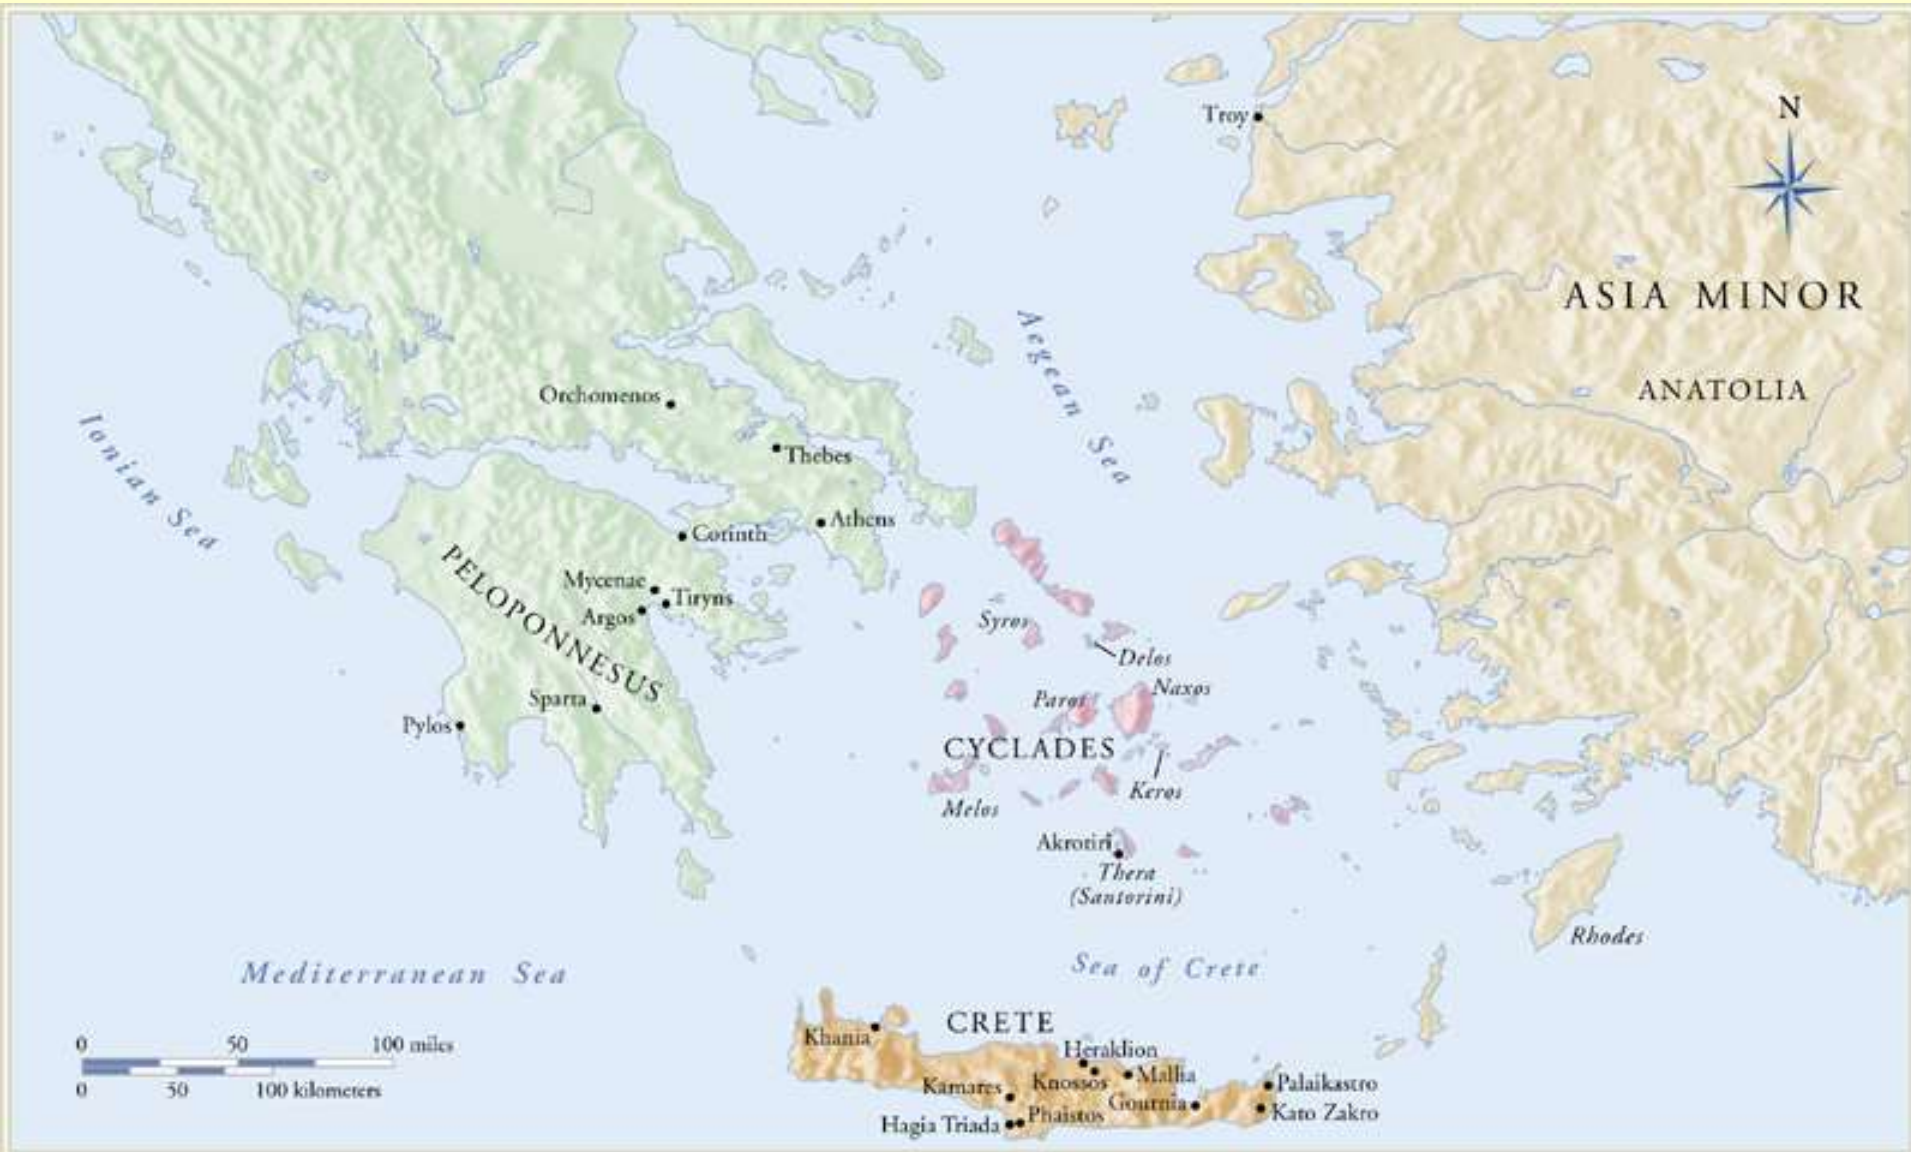 Troy
N
ASIA MINOR
ANATOLIA
Aegean Sea
Ionian Sea
Orchomenos
Thebes
Athens
Corinth
PELOPONNESUS
Mycenae
Tiryns
Argos
Sparta
Pylos
Syros
Delos
Naxos
Paros
CYCLADES
Keros
Melos
Akrotiri
Thera
(Santorini)
Rhodes
Mediterranean Sea
Sea of Crete
0 50 100 miles
0 50 100 kilometers
CRETE
Khania
Heraklion
Knossos
Mallia
Palaikastro
Kamares
Gournia
Kato Zakro
Phaistos
Hagia Triada